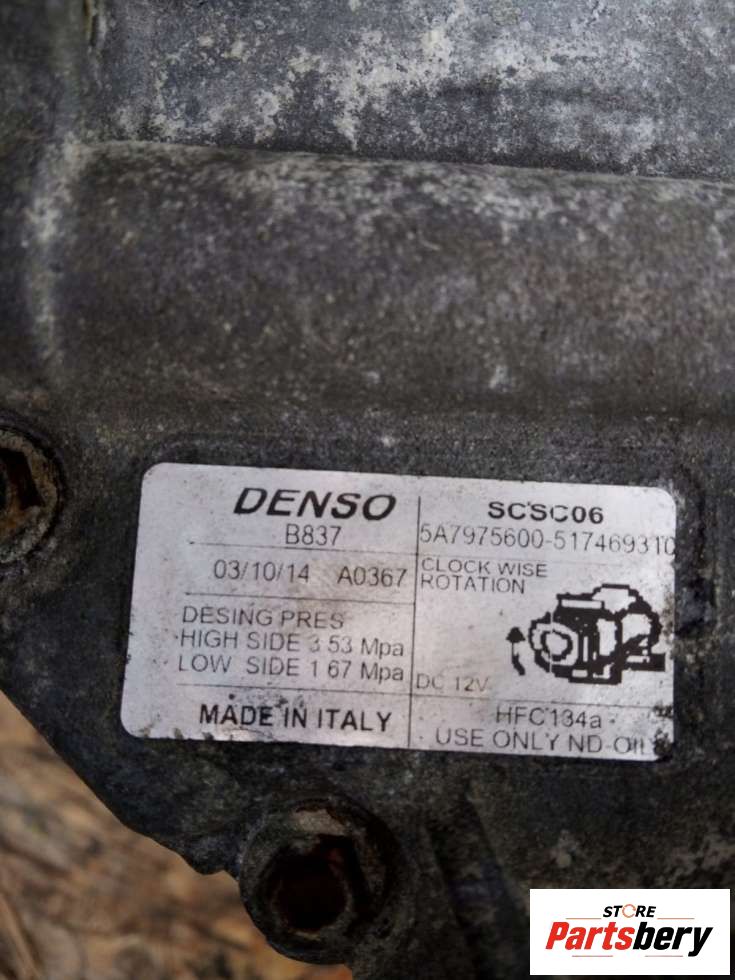 DENSO
B837
03/10/14 A0367
DESING PRES
HIGH SIDE 3 53 Mpa
LOW SIDE 1 67 Mpa
MADE IN ITALY
SCSC06
5A7975600-517469310
CLOCK WISE
ROTATION
DC 12V
HFC134a
USE ONLY ND-OIL8
STORE
Partsbery